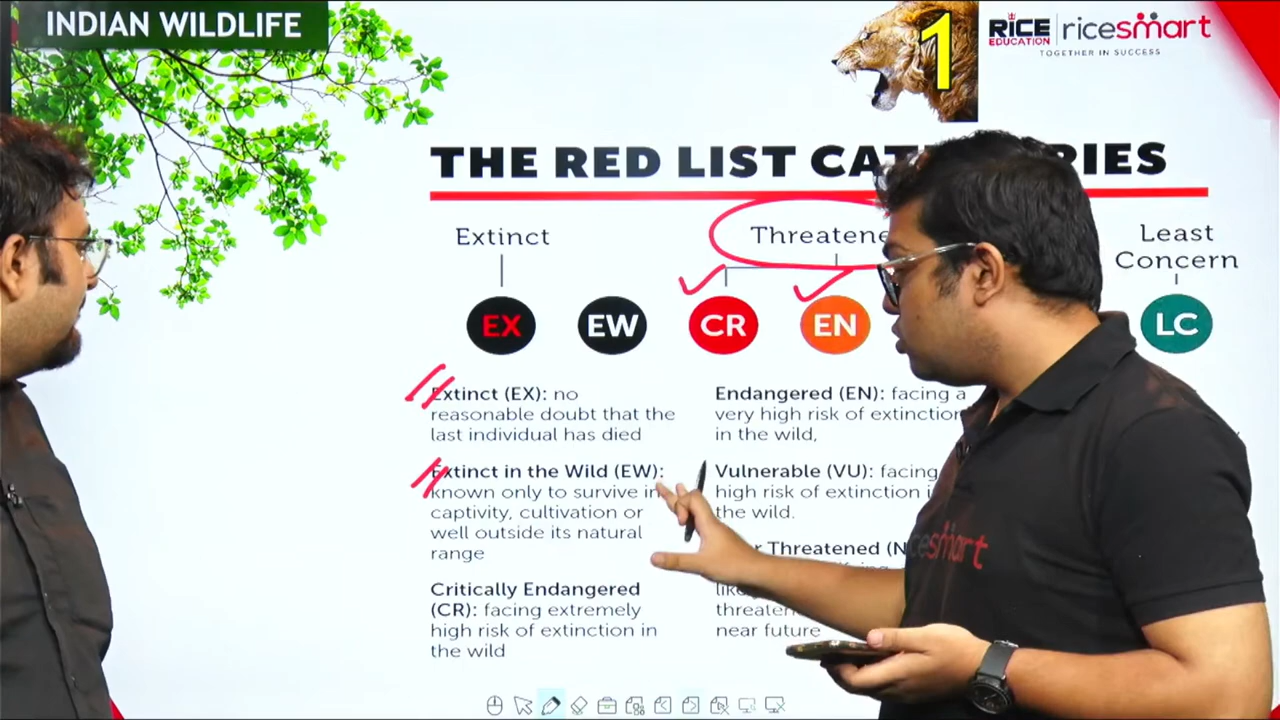 INDIAN WILDLIFE
1
RICE
EDUCATION
ricesmart
TOGETHER IN SUCCESS
THE RED LIST CAT RIES
Extinct
Threatene
Least
Concern
EX
EW
CR
EN
LC
Extinct (EX): no
reasonable doubt that the
last individual has died
Extinct in the Wild (EW):
known only to survive in
captivity, cultivation or
well outside its natural
range
Critically Endangered
(CR): facing extremely
high risk of extinction in
the wild
Endangered (EN): facing a
very high risk of extinction
in the wild,
Vulnerable (VU): facing
high risk of extinction i
the wild.
r Threatened (N
lik
threaten
near future
cesmart